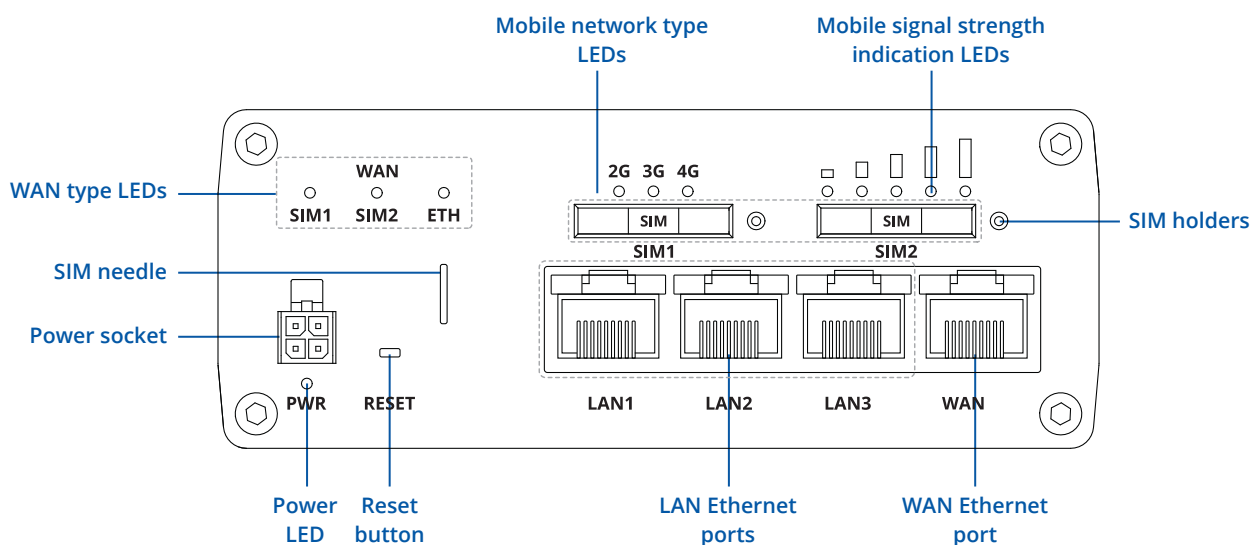 Mobile network type
LEDs
Mobile signal strength
indication LEDs
WAN type LEDs
WAN
SIM1 SIM2 ETH
2G 3G 4G
SIM
SIM
SIM1
SIM2
SIM holders
SIM needle
Power socket
PWR
RESET
LAN1
LAN2
LAN3
WAN
Power
LED
Reset
button
LAN Ethernet
ports
WAN Ethernet
port